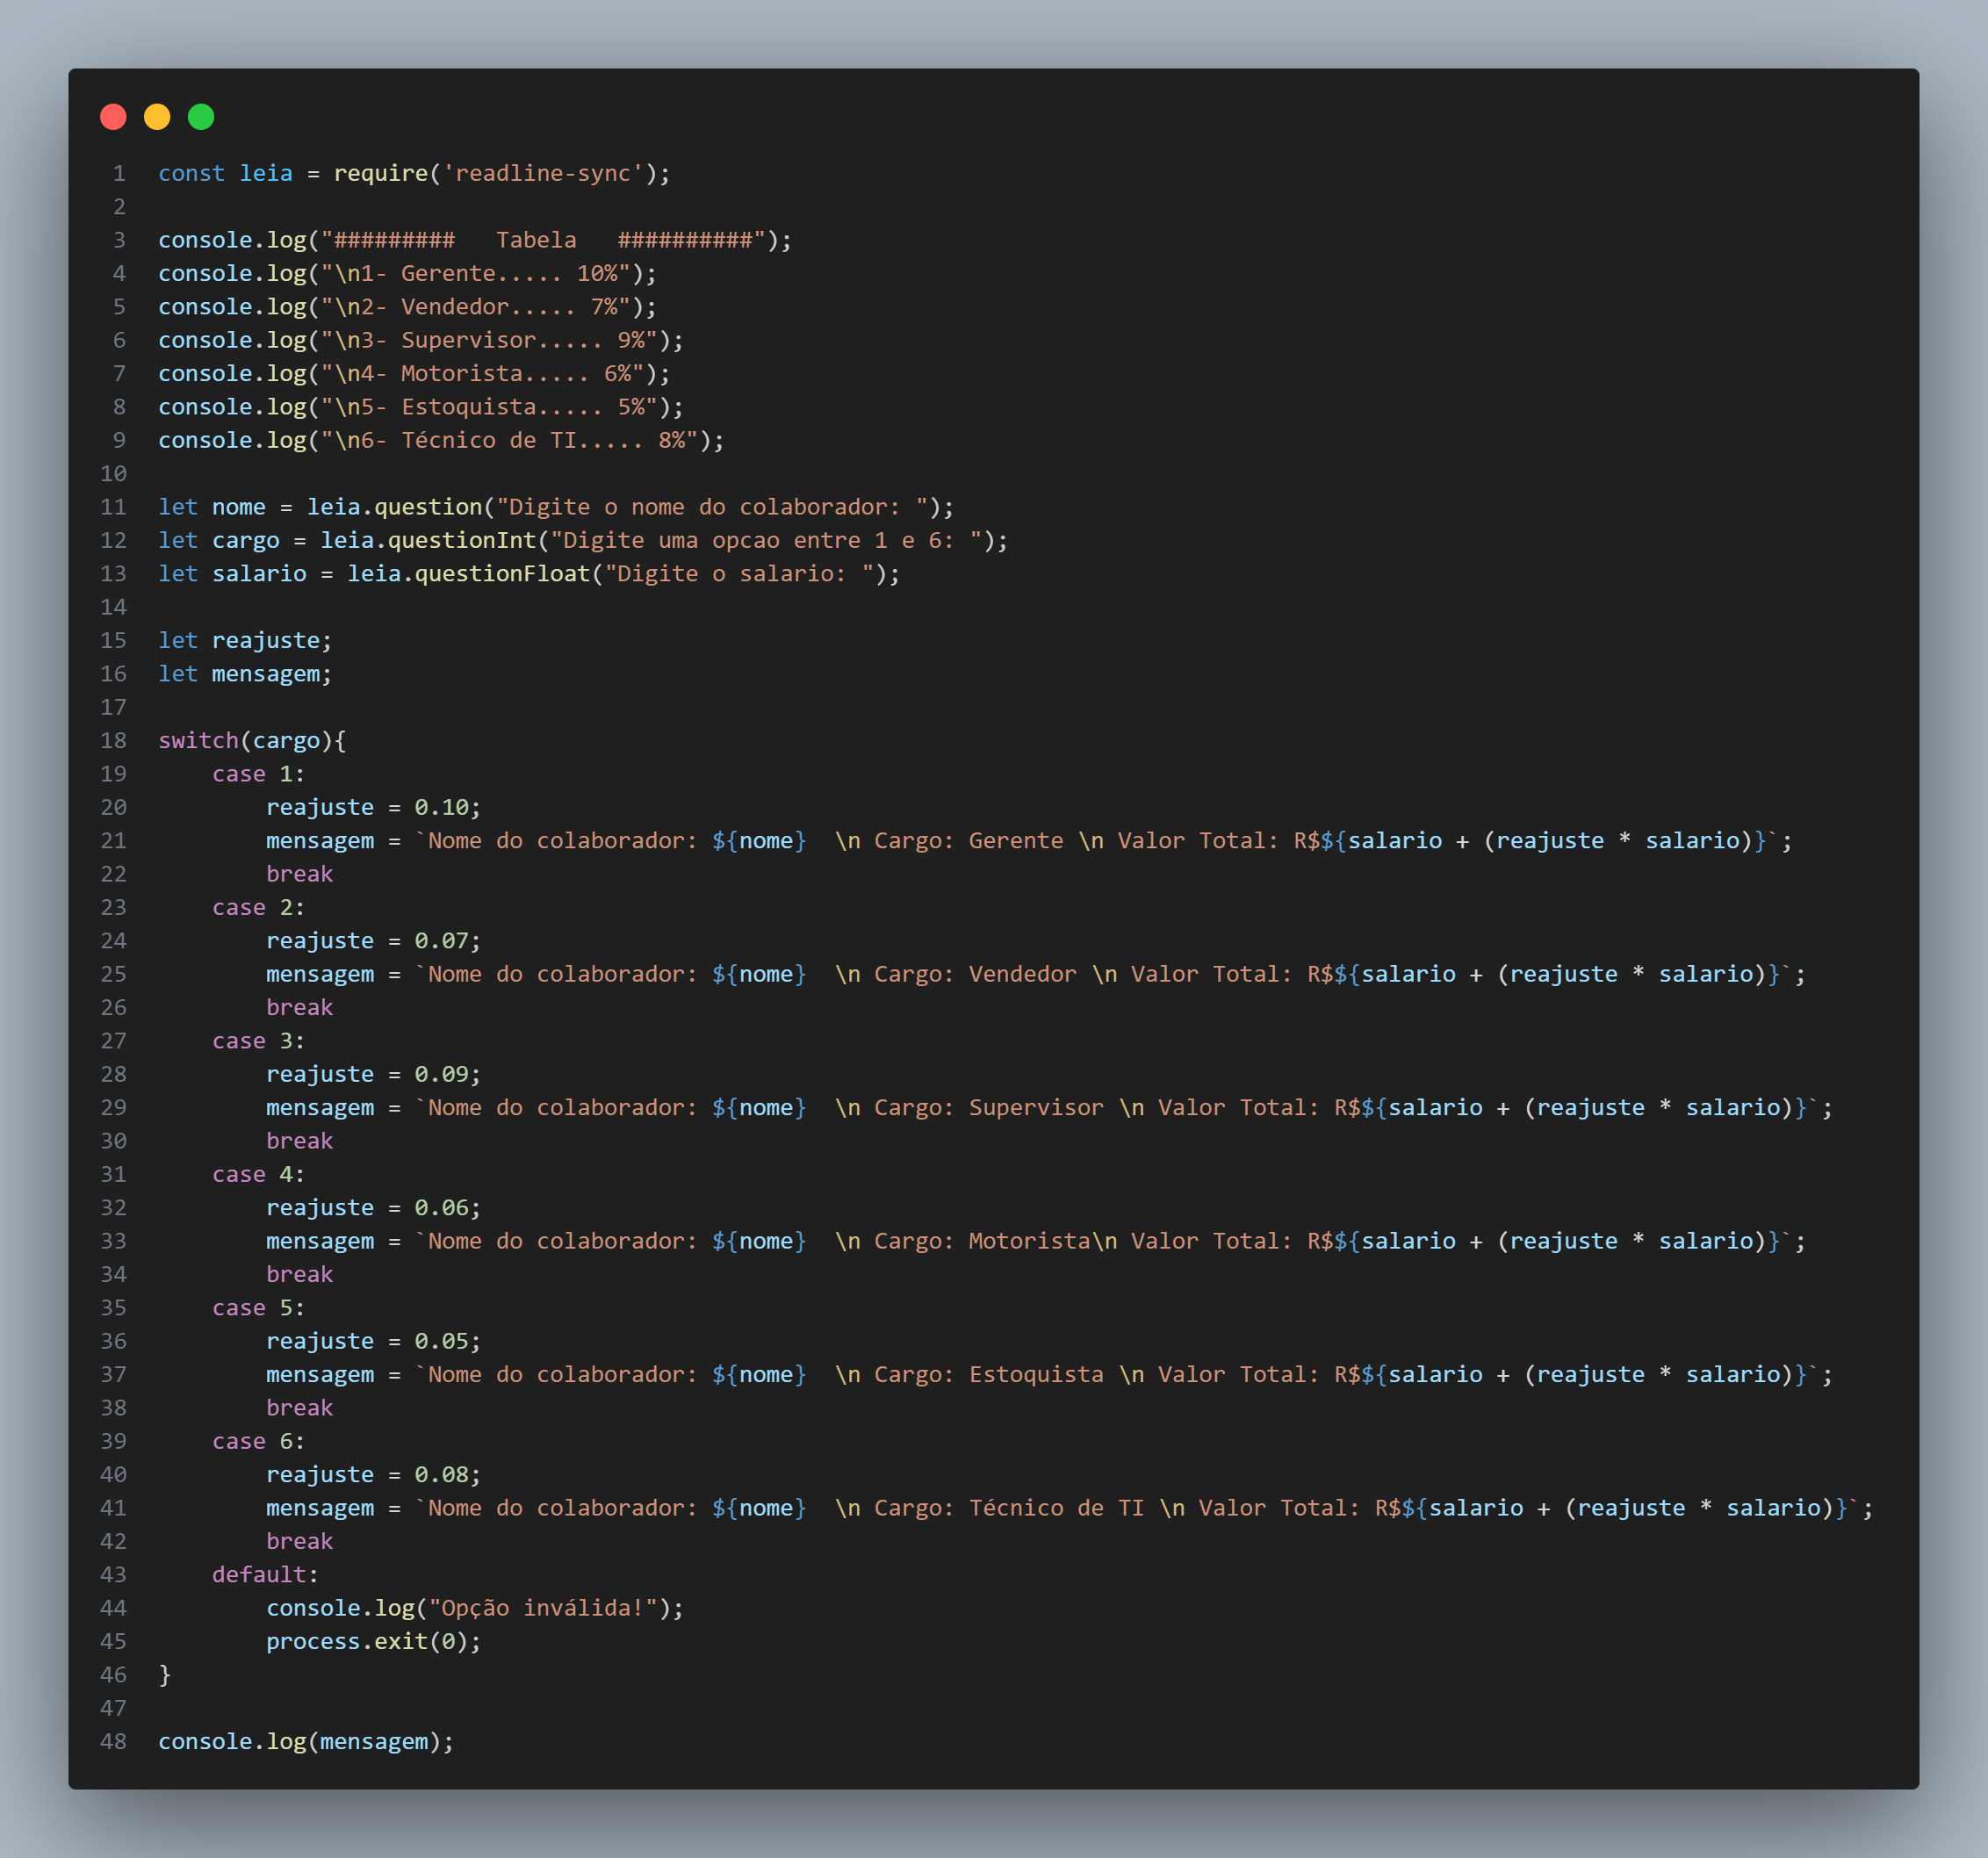 1 const leia = require('readline-sync');
2
3 console.log("#########   Tabela   ##########");
4 console.log("\n1- Gerente..... 10%");
5 console.log("\n2- Vendedor..... 7%");
6 console.log("\n3- Supervisor..... 9%");
7 console.log("\n4- Motorista..... 6%");
8 console.log("\n5- Estoquista..... 5%");
9 console.log("\n6- Técnico de TI..... 8%");
10
11 let nome = leia.question("Digite o nome do colaborador: ");
12 let cargo = leia.questionInt("Digite uma opcao entre 1 e 6: ");
13 let salario = leia.questionFloat("Digite o salario: ");
14
15 let reajuste;
16 let mensagem;
17
18 switch(cargo){
19     case 1:
20         reajuste = 0.10;
21         mensagem = `Nome do colaborador: ${nome}  \n Cargo: Gerente \n Valor Total: R$${salario + (reajuste * salario)}`;
22         break
23     case 2:
24         reajuste = 0.07;
25         mensagem = `Nome do colaborador: ${nome}  \n Cargo: Vendedor \n Valor Total: R$${salario + (reajuste * salario)}`;
26         break
27     case 3:
28         reajuste = 0.09;
29         mensagem = `Nome do colaborador: ${nome}  \n Cargo: Supervisor \n Valor Total: R$${salario + (reajuste * salario)}`;
30         break
31     case 4:
32         reajuste = 0.06;
33         mensagem = `Nome do colaborador: ${nome}  \n Cargo: Motorista\n Valor Total: R$${salario + (reajuste * salario)}`;
34         break
35     case 5:
36         reajuste = 0.05;
37         mensagem = `Nome do colaborador: ${nome}  \n Cargo: Estoquista \n Valor Total: R$${salario + (reajuste * salario)}`;
38         break
39     case 6:
40         reajuste = 0.08;
41         mensagem = `Nome do colaborador: ${nome}  \n Cargo: Técnico de TI \n Valor Total: R$${salario + (reajuste * salario)}`;
42         break
43     default:
44         console.log("Opção inválida!");
45         process.exit(0);
46 }
47
48 console.log(mensagem);